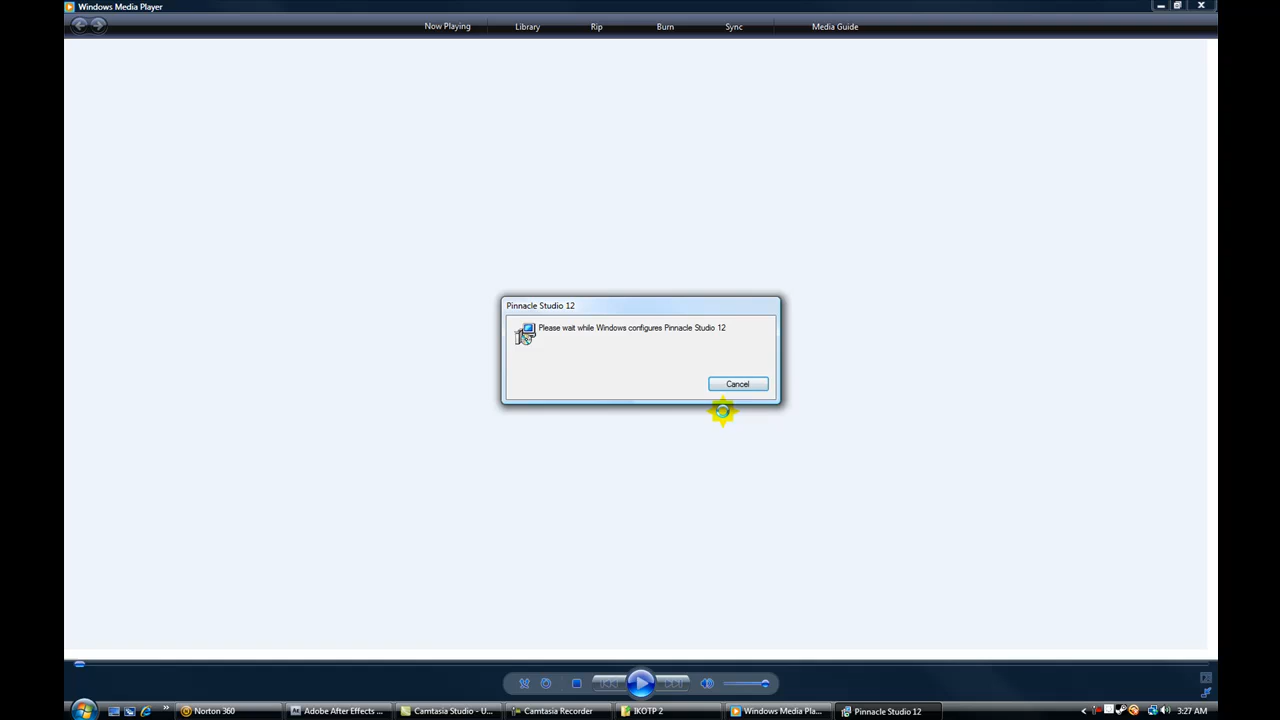 Windows Media Player
Now Playing Library Rip Burn Sync Media Guide
Pinnacle Studio 12
Please wait while Windows configures Pinnacle Studio 12
Cancel
Norton 360 Adobe After Effects ... Camtasia Studio - U... Camtasia Recorder IKOTP 2 Windows Media Pla... Pinnacle Studio 12 3:27 AM